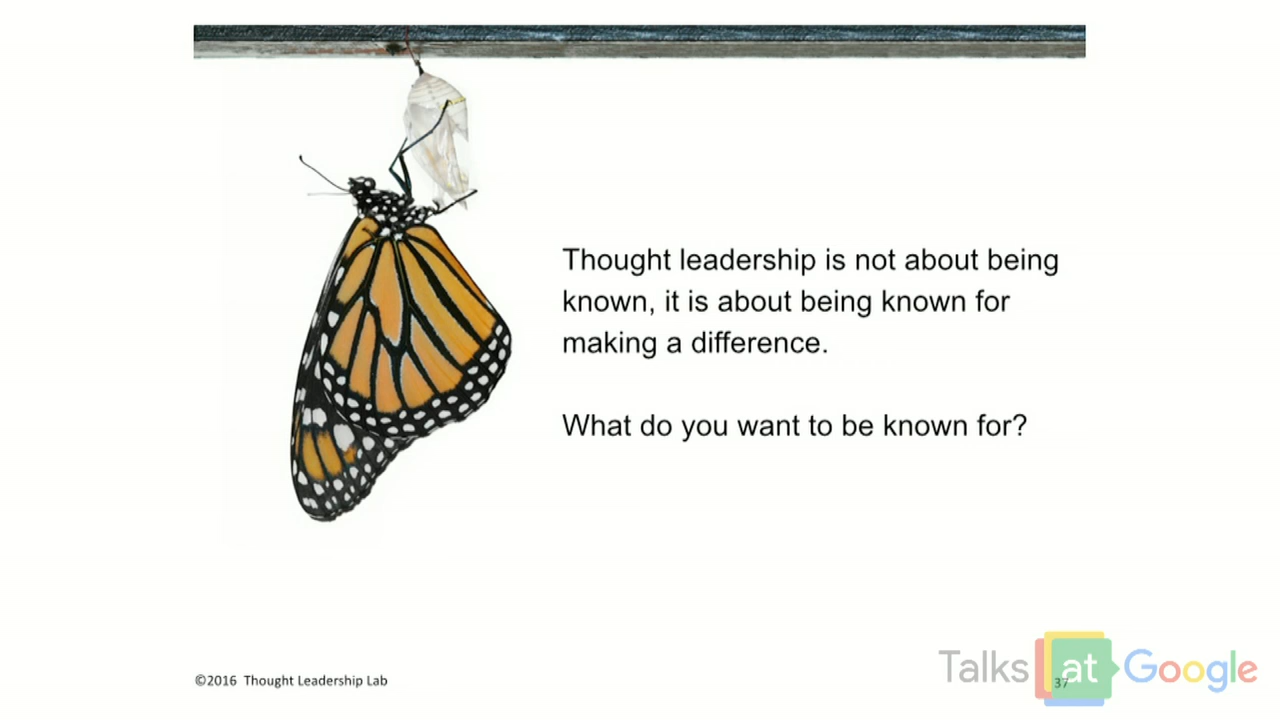 Thought leadership is not about being
known, it is about being known for
making a difference.
What do you want to be known for?
©2016 Thought Leadership Lab
Talks at Google
37